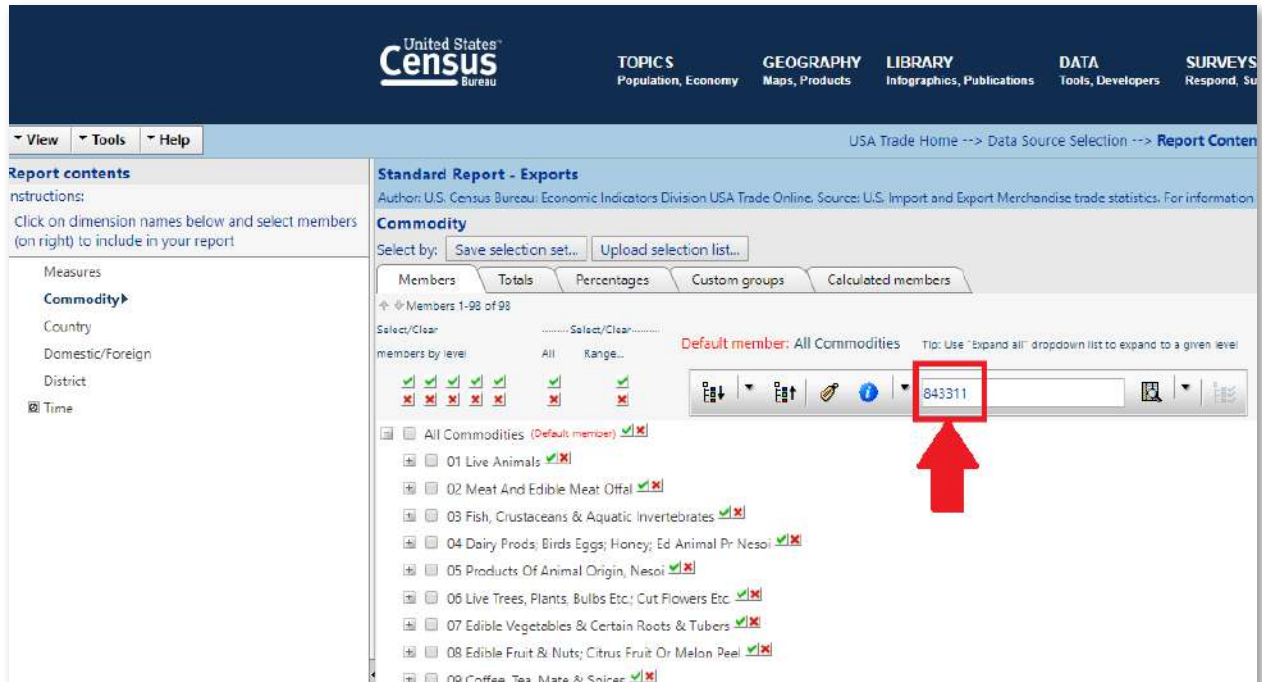 United States™
Census
Bureau
TOPICS
Population, Economy
GEOGRAPHY
Maps, Products
LIBRARY
Infographics, Publications
DATA
Tools, Developers
SURVEYS
Respond, Su
View Tools Help
USA Trade Home --> Data Source Selection --> Report Conten
Report contents
nstructions:
Click on dimension names below and select members
(on right) to include in your report
Measures
Commodity
Country
Domestic/Foreign
District
Time
Standard Report - Exports
Author: U.S. Census Bureau: Economic Indicators Division USA Trade Online. Source: U.S. Import and Export Merchandise trade statistics. For information
Commodity
Select by: Save selection set... Upload selection list...
Members Totals Percentages Custom groups Calculated members
Members 1-98 of 98
Select/Clear ..........Select/Clear..........
members by level All Range...
Default member: All Commodities Tip: Use "Expand all" dropdown list to expand to a given level
843311
All Commodities (Default member)
01 Live Animals
02 Meat And Edible Meat Offal
03 Fish, Crustaceans & Aquatic Invertebrates
04 Dairy Prods; Birds Eggs; Honey; Ed Animal Pr Nesoi
05 Products Of Animal Origin, Nesoi
06 Live Trees, Plants, Bulbs Etc.; Cut Flowers Etc.
07 Edible Vegetables & Certain Roots & Tubers
08 Edible Fruit & Nuts; Citrus Fruit Or Melon Peel
09 Coffee, Tea, Mate & Spices